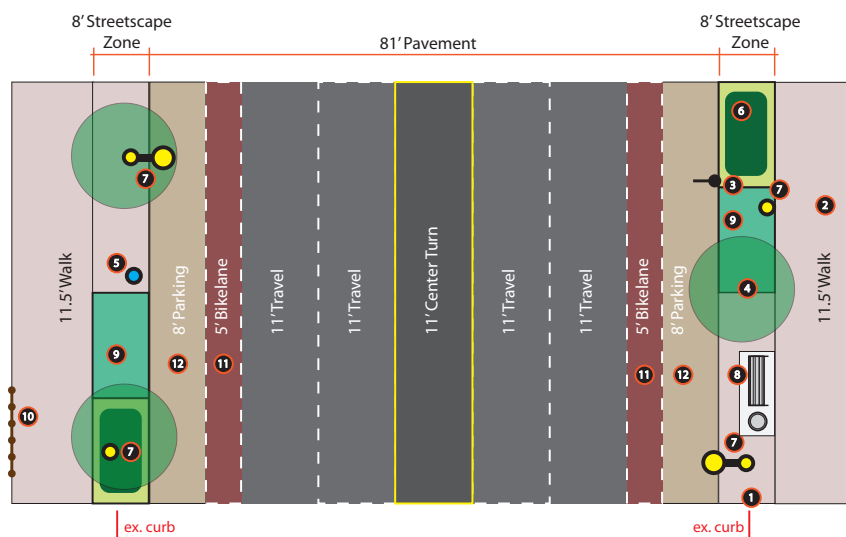 8’ Streetscape
Zone
81’ Pavement
8’ Streetscape
Zone
11.5’ Walk
8’ Parking
5’ Bikelane
11’ Travel
11’ Travel
11’ Center Turn
11’ Travel
11’ Travel
5’ Bikelane
8’ Parking
11.5’ Walk
6
7
3
7
2
9
5
4
9
12
11
11
12
8
10
7
7
1
ex. curb
ex. curb